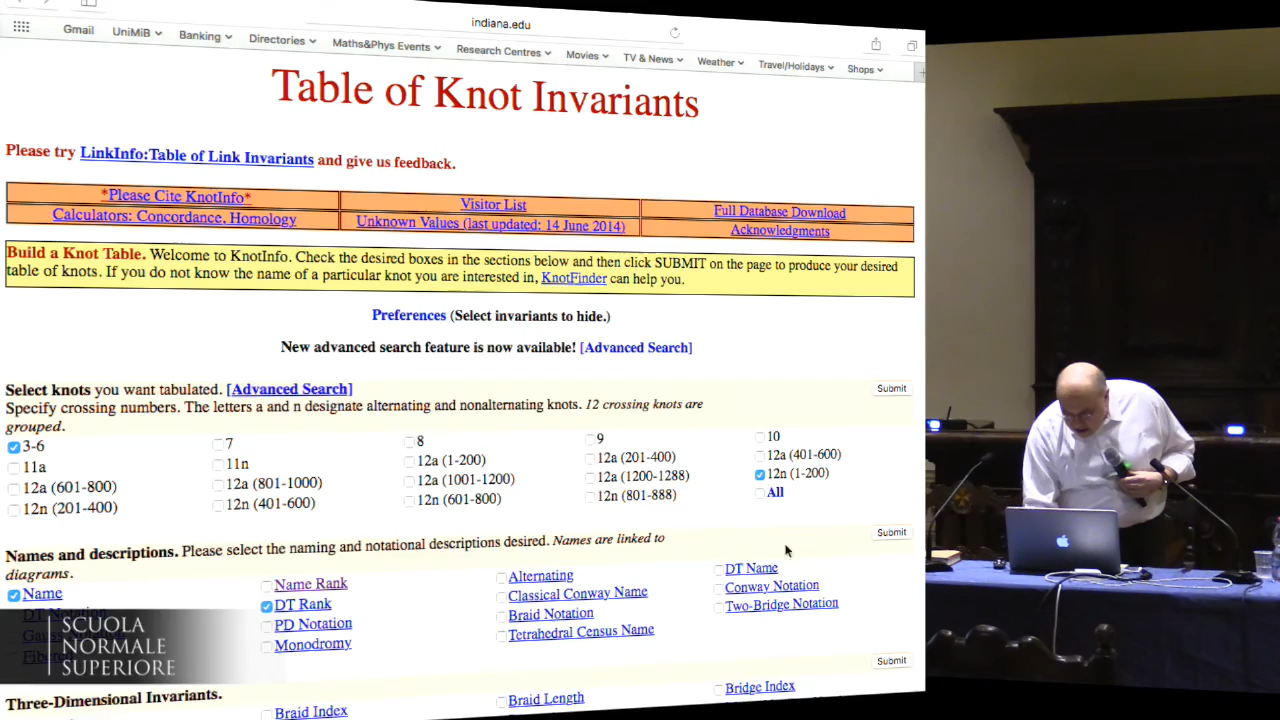 indiana.edu
Gmail UniMiB Banking Directories Maths&Phys Events Research Centres Movies TV & News Weather Travel/Holidays Shops
Table of Knot Invariants
Please try LinkInfo:Table of Link Invariants and give us feedback.
*Please Cite KnotInfo* Visitor List Full Database Download
Calculators: Concordance, Homology Unknown Values (last updated: 14 June 2014) Acknowledgments
Build a Knot Table. Welcome to KnotInfo. Check the desired boxes in the sections below and then click SUBMIT on the page to produce your desired
table of knots. If you do not know the name of a particular knot you are interested in, KnotFinder can help you.
Preferences (Select invariants to hide.)
New advanced search feature is now available! [Advanced Search]
Select knots you want tabulated. [Advanced Search] Submit
Specify crossing numbers. The letters a and n designate alternating and nonalternating knots. 12 crossing knots are
grouped.
3-6 7 8 9 10
11a 11n 12a (1-200) 12a (201-400) 12a (401-600)
12a (601-800) 12a (801-1000) 12a (1001-1200) 12a (1200-1288) 12n (1-200)
12n (201-400) 12n (401-600) 12n (601-800) 12n (801-888) All
Names and descriptions. Please select the naming and notational descriptions desired. Names are linked to Submit
diagrams.
Name Name Rank Alternating DT Name
DT Notation DT Rank Classical Conway Name Conway Notation
PD Notation Braid Notation Two-Bridge Notation
Monodromy Tetrahedral Census Name
SCUOLA
NORMALE
SUPERIORE
Submit
Three-Dimensional Invariants.
Braid Index Braid Length Bridge Index